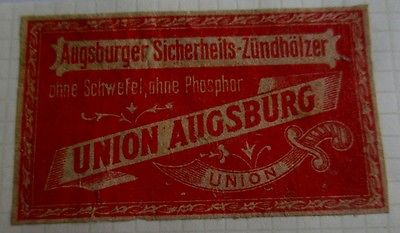 Augsburger Sicherheits-Zündhölzer
ohne Schwefel, ohne Phosphor
UNION AUGSBURG
UNION